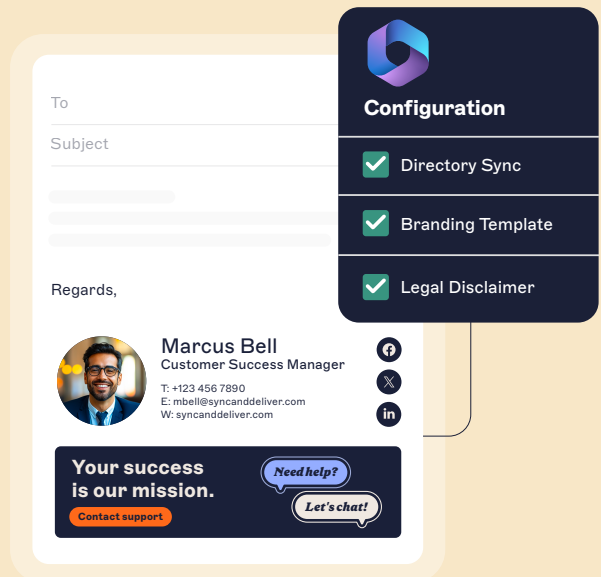 To
Subject
Regards,
Marcus Bell
Customer Success Manager
T: +123 456 7890
E: mbell@syncanddeliver.com
W: syncanddeliver.com
Your success
is our mission.
Contact support
Need help?
Let's chat!
Configuration
Directory Sync
Branding Template
Legal Disclaimer